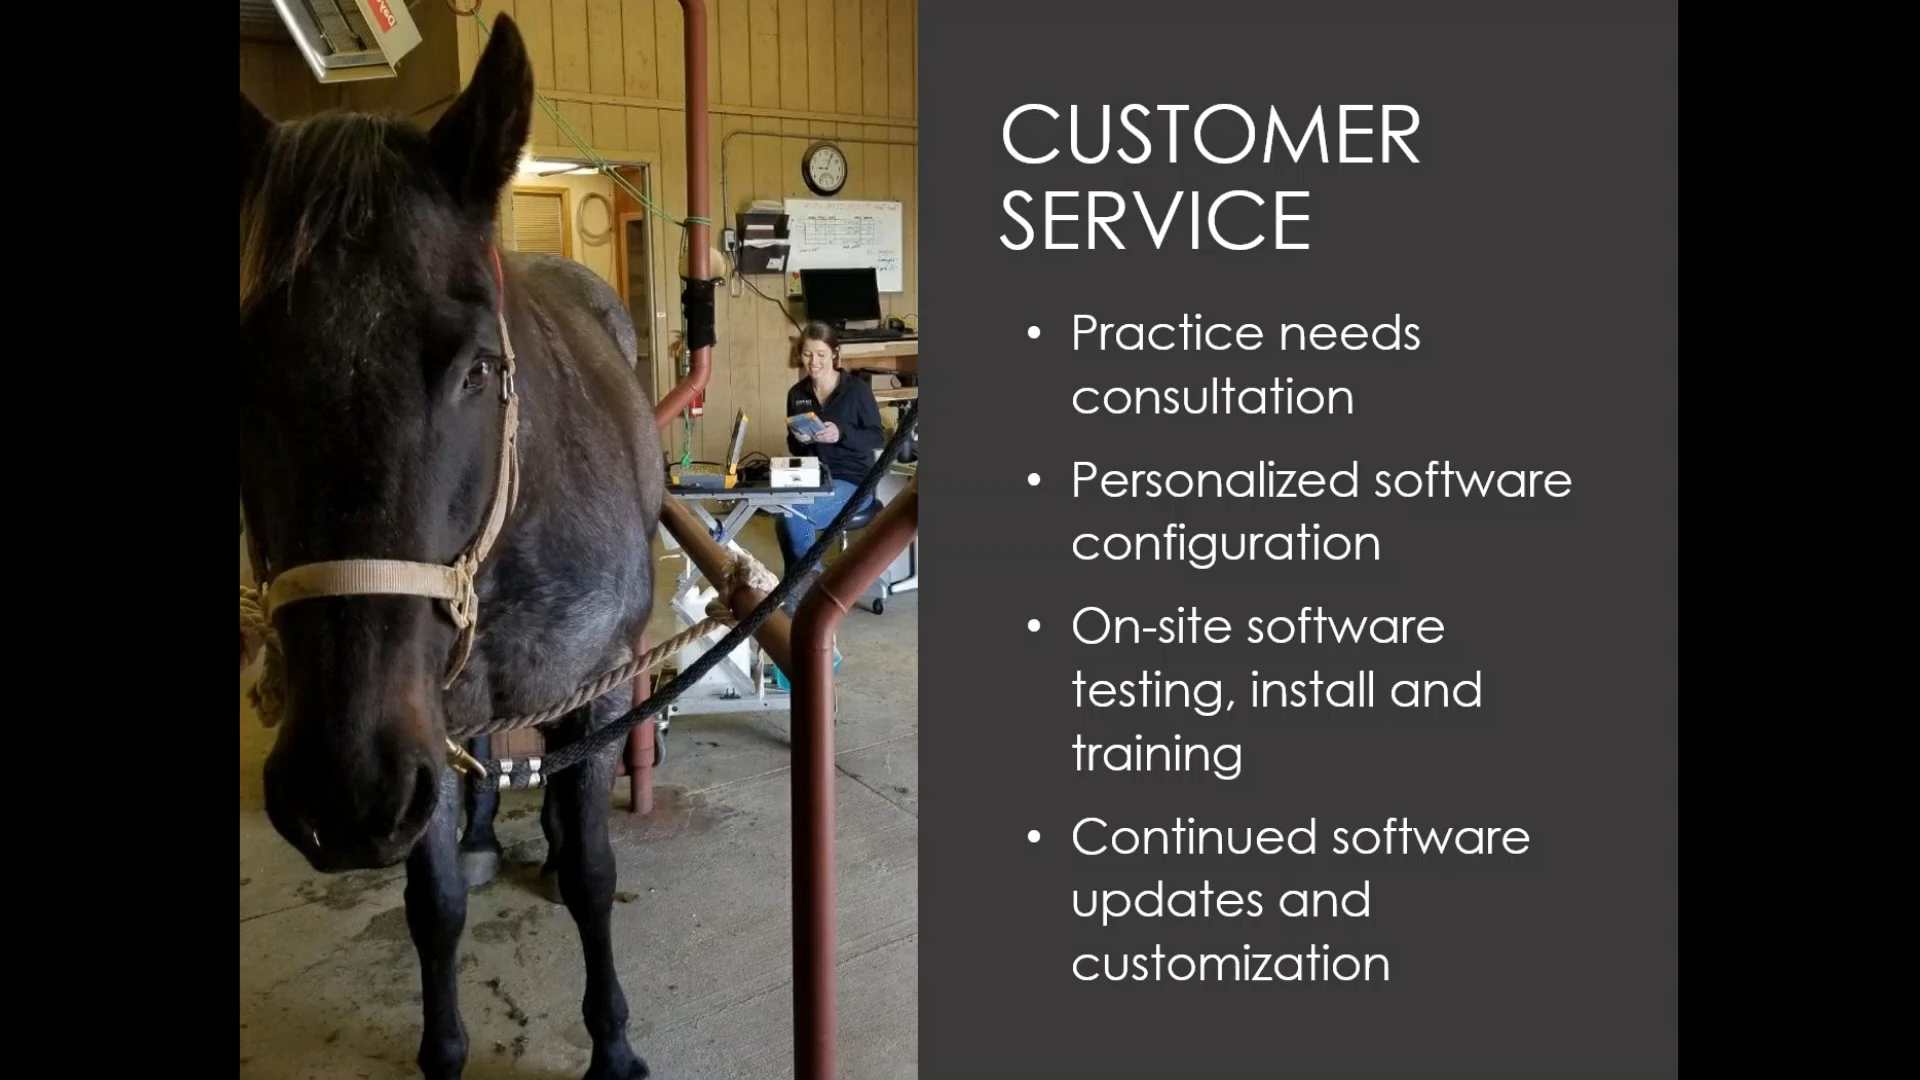 CUSTOMER
SERVICE
• Practice needs
consultation
• Personalized software
configuration
• On-site software
testing, install and
training
• Continued software
updates and
customization